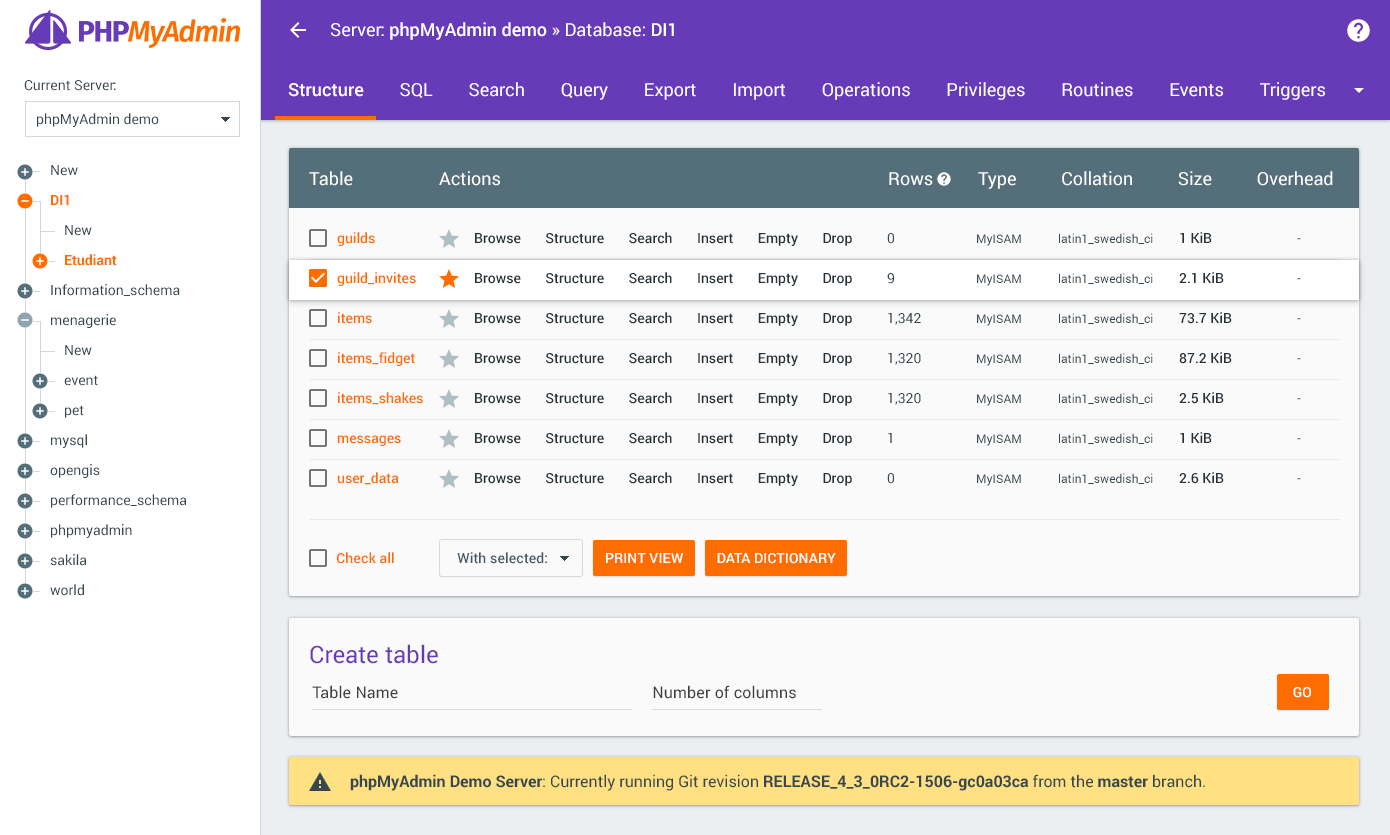 PHPMyAdmin
Current Server:
phpMyAdmin demo
New
DI1
New
Etudiant
Information_schema
menagerie
New
event
pet
mysql
opengis
performance_schema
phpmyadmin
sakila
world
Server: phpMyAdmin demo » Database: DI1
?
Structure SQL Search Query Export Import Operations Privileges Routines Events Triggers
Table Actions Rows ? Type Collation Size Overhead
guilds Browse Structure Search Insert Empty Drop 0 MyISAM latin1_swedish_ci 1 KiB -
guild_invites Browse Structure Search Insert Empty Drop 9 MyISAM latin1_swedish_ci 2.1 KiB -
items Browse Structure Search Insert Empty Drop 1,342 MyISAM latin1_swedish_ci 73.7 KiB -
items_fidget Browse Structure Search Insert Empty Drop 1,320 MyISAM latin1_swedish_ci 87.2 KiB -
items_shakes Browse Structure Search Insert Empty Drop 1,320 MyISAM latin1_swedish_ci 2.5 KiB -
messages Browse Structure Search Insert Empty Drop 1 MyISAM latin1_swedish_ci 1 KiB -
user_data Browse Structure Search Insert Empty Drop 0 MyISAM latin1_swedish_ci 2.6 KiB -
Check all With selected: PRINT VIEW DATA DICTIONARY
Create table
Table Name Number of columns GO
phpMyAdmin Demo Server: Currently running Git revision RELEASE_4_3_0RC2-1506-gc0a03ca from the master branch.